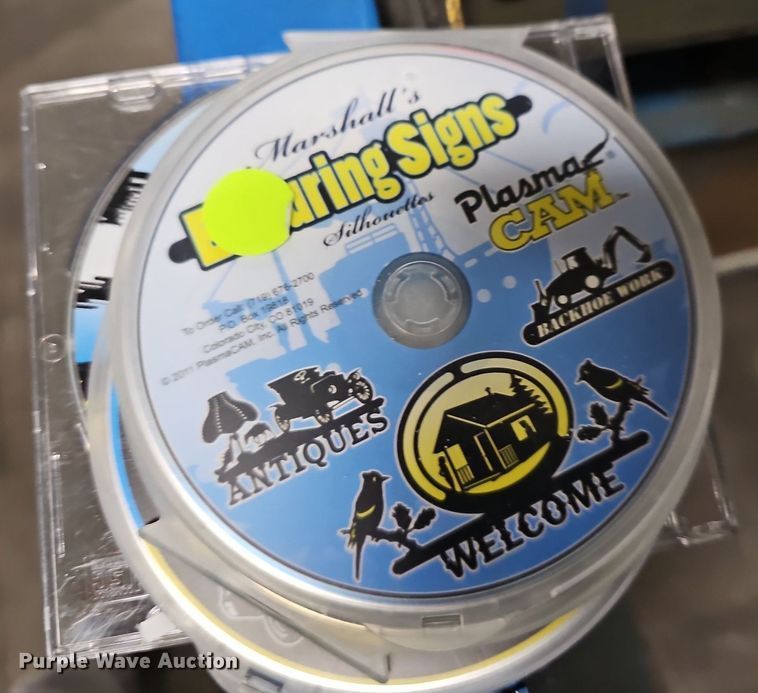 Marshall's
uring Signs
Silhouettes
Plasma
CAM™
To Order Call: (719) 676-2700
P.O. Box 19818
Colorado City, CO 81019
© 2011 PlasmaCAM, Inc. All Rights Reserved
BACKHOE WORK
ANTIQUES
WELCOME
Purple Wave Auction